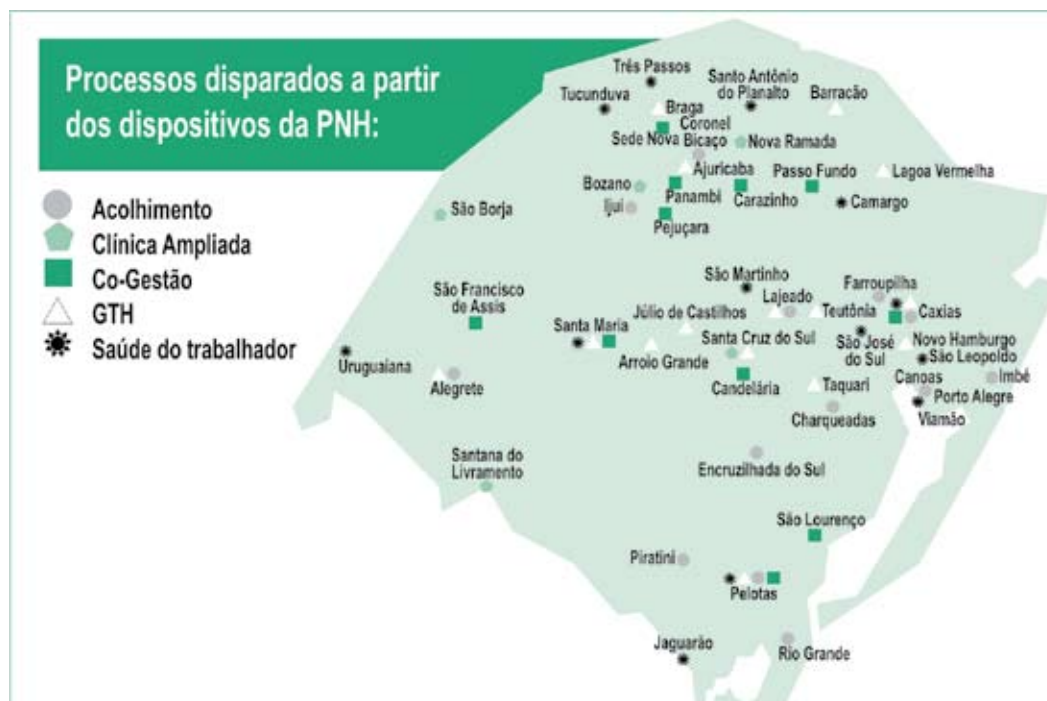 Processos disparados a partir
dos dispositivos da PNH:
Acolhimento
Clínica Ampliada
Co-Gestão
GTH
Saúde do trabalhador
Três Passos
Tucunduva
Santo Antônio
do Planalto
Barracão
Braga
Coronel
Bicaço
Sede Nova
Nova Ramada
Ajuricaba
Bozano
Ijuí
Panambi
Pejuçara
Carazinho
Passo Fundo
Lagoa Vermelha
Camargo
São Borja
São Francisco
de Assis
São Martinho
Lajeado
Farroupilha
Caxias
Teutônia
Júlio de Castilhos
Santa Maria
Arroio Grande
Santa Cruz do Sul
São José
do Sul
Novo Hamburgo
São Leopoldo
Uruguaiana
Alegrete
Candelária
Taquari
Canoas
Imbé
Porto Alegre
Viamão
Charqueadas
Santana do
Livramento
Encruzilhada do Sul
São Lourenço
Piratini
Pelotas
Jaguarão
Rio Grande